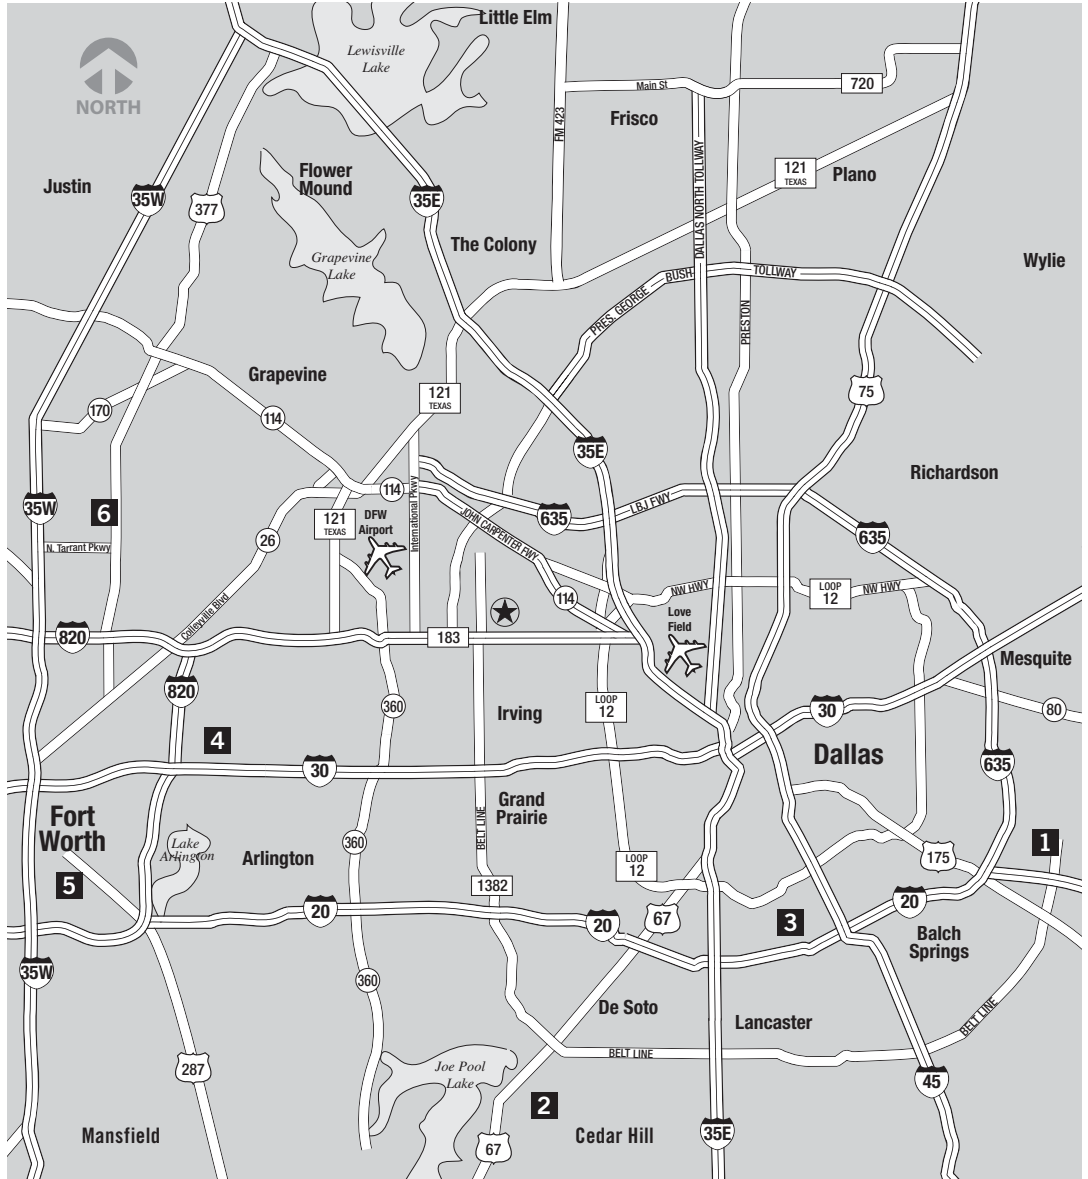 Little Elm
Lewisville
Lake
NORTH
Main St
720
FM 423
Frisco
DALLAS NORTH TOLLWAY
121
TEXAS
Plano
Justin
Flower
Mound
35W
377
35E
The Colony
Grapevine
Lake
Wylie
PRES. GEORGE
BUSH
TOLLWAY
PRESTON
Grapevine
121
TEXAS
75
170
114
35E
Richardson
35W
6
114
International Pkwy
635
LBJ FWY
121
TEXAS
DFW
Airport
JOHN CARPENTER FWY
635
N. Tarrant Pkwy
26
NW HWY
LOOP
12
NW HWY
Colleyville Blvd
114
Love
Field
820
183
Mesquite
820
360
Irving
LOOP
12
30
80
4
30
Dallas
635
Fort
Worth
Grand
Prairie
BELT LINE
Lake
Arlington
Arlington
360
1
5
LOOP
12
175
1382
20
20
67
3
20
Balch
Springs
35W
360
De Soto
Lancaster
BELT LINE
BELT LINE
287
Joe Pool
Lake
45
2
Mansfield
67
Cedar Hill
35E